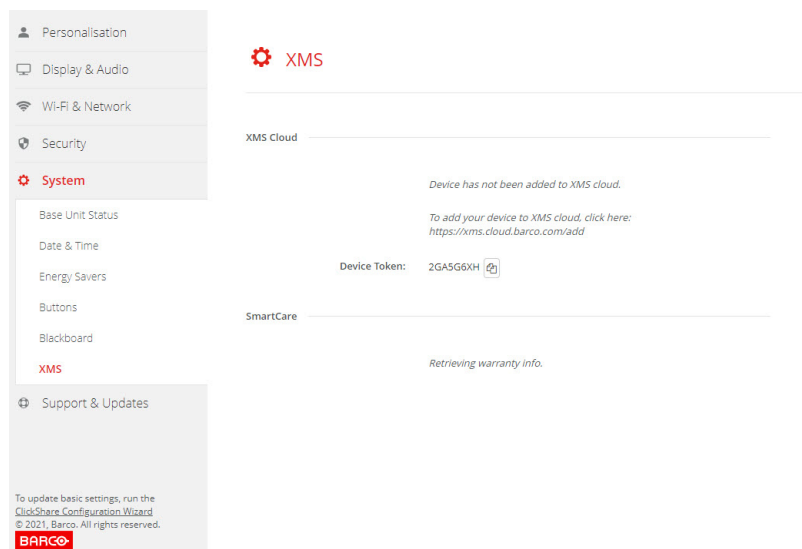 Personalisation
Display & Audio
Wi-Fi & Network
Security
System
Base Unit Status
Date & Time
Energy Savers
Buttons
Blackboard
XMS
Support & Updates
To update basic settings, run the
ClickShare Configuration Wizard
© 2021, Barco. All rights reserved.
BARCO
XMS
XMS Cloud
Device has not been added to XMS cloud.
To add your device to XMS cloud, click here:
https://xms.cloud.barco.com/add
Device Token: 2GA5G6XH
SmartCare
Retrieving warranty info.